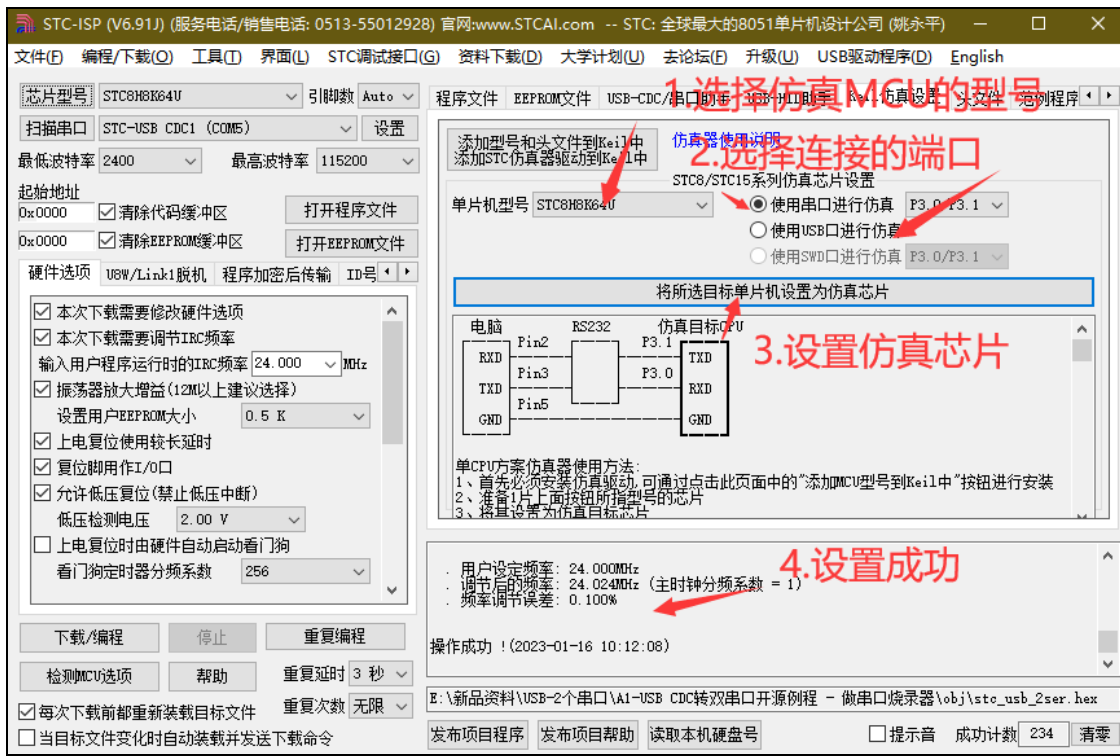 STC-ISP (V6.91J) (服务电话/销售电话: 0513-55012928) 官网:www.STCAI.com -- STC: 全球最大的8051单片机设计公司 (姚永平)
文件(F) 编程/下载(O) 工具(T) 界面(L) STC调试接口(G) 资料下载(D) 大学计划(U) 去论坛(F) 升级(U) USB驱动程序(D) English
芯片型号 STC8H8K64U 引脚数 Auto
扫描串口 STC-USB CDC1 (COM5) 设置
最低波特率 2400 最高波特率 115200
起始地址
0x0000 清除代码缓冲区 打开程序文件
0x0000 清除EEPROM缓冲区 打开EEPROM文件
硬件选项 U8W/Link1脱机 程序加密后传输 ID号
本次下载需要修改硬件选项
本次下载需要调节IRC频率
输入用户程序运行时的IRC频率 24.000 MHz
振荡器放大增益(12M以上建议选择)
设置用户EEPROM大小 0.5 K
上电复位使用较长延时
复位脚用作I/O口
允许低压复位(禁止低压中断)
低压检测电压 2.00 V
上电复位时由硬件自动启动看门狗
看门狗定时器分频系数 256
下载/编程 停止 重复编程
检测MCU选项 帮助 重复延时 3 秒
每次下载前都重新装载目标文件 重复次数 无限
当目标文件变化时自动装载并发送下载命令
程序文件 EEPROM文件 USB-CDC/串口助手 USB-HID助手 Keil仿真设置 头文件 范例程序
1.选择仿真MCU的型号
添加型号和头文件到Keil中
添加STC仿真器驱动到Keil中
仿真器使用说明
2.选择连接的端口
STC8/STC15系列仿真芯片设置
单片机型号 STC8H8K64U 使用串口进行仿真 P3.0/P3.1
使用USB口进行仿真
使用SWD口进行仿真 P3.0/P3.1
将所选目标单片机设置为仿真芯片
电脑 RS232 仿真目标CPU
Pin2 P3.1
RXD TXD
Pin3 P3.0
TXD RXD
Pin5
GND GND
3.设置仿真芯片
单CPU方案仿真器使用方法:
1、首先必须安装仿真驱动,可通过点击此页面中的"添加MCU型号到Keil中"按钮进行安装
2、准备1片上面按钮所指型号的芯片
3、将其设置为仿真目标芯片
. 用户设定频率: 24.000MHz
. 调节后的频率: 24.024MHz (主时钟分频系数 = 1)
. 频率调节误差: 0.100%
4.设置成功
操作成功 !(2023-01-16 10:12:08)
E:\新品资料\USB-2个串口\A1-USB CDC转双串口开源例程 - 做串口烧录器\obj\stc_usb_2ser.hex
发布项目程序 发布项目帮助 读取本机硬盘号 提示音 成功计数 234 清零